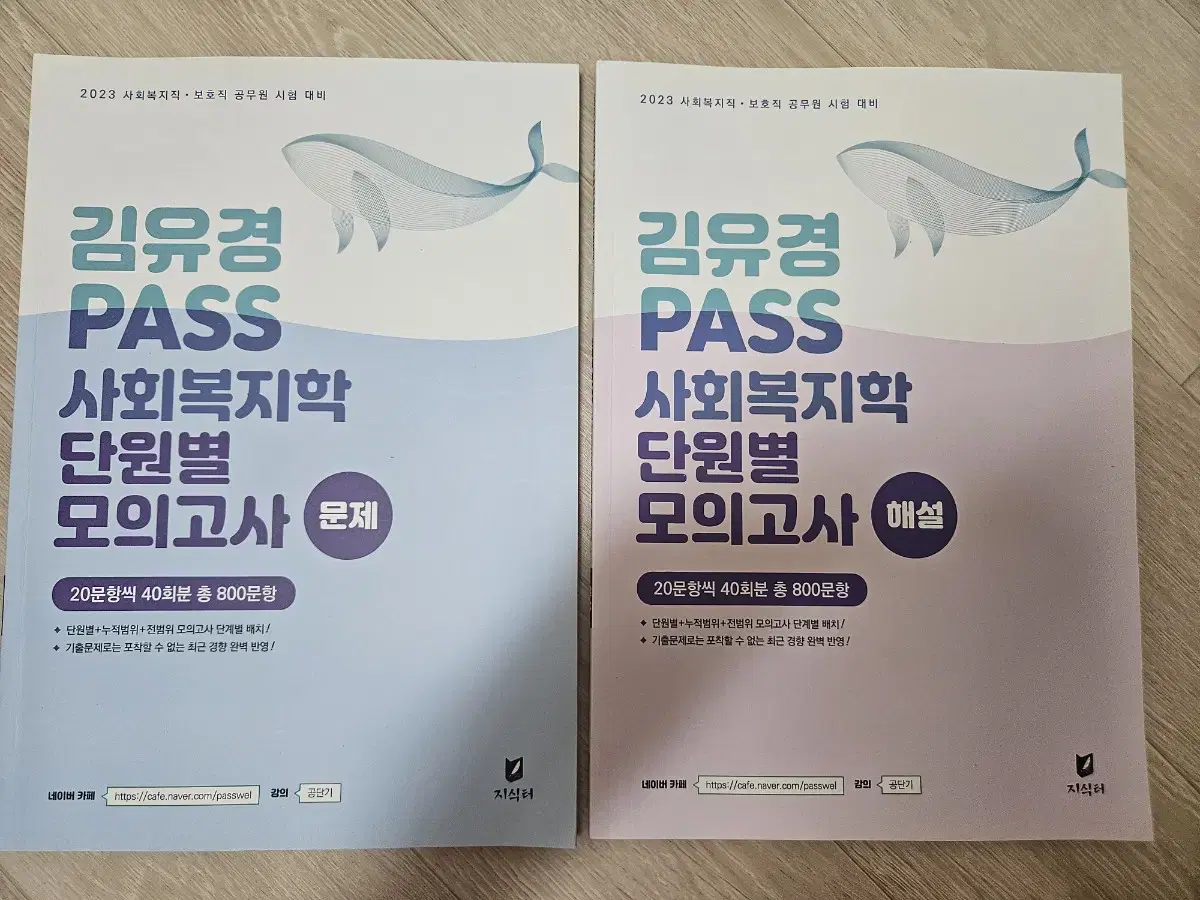 2023 사회복지직·보호직 공무원 시험 대비
김유경
PASS
사회복지학
단원별
모의고사 문제
20문항씩 40회분 총 800문항
단원별+누적범위+전범위 모의고사 단계별 배치!
기출문제로는 포착할 수 없는 최근 경향 완벽 반영!
네이버 카페 https://cafe.naver.com/passwel 강의 공단기
지식터
2023 사회복지직·보호직 공무원 시험 대비
김유경
PASS
사회복지학
단원별
모의고사 해설
20문항씩 40회분 총 800문항
단원별+누적범위+전범위 모의고사 단계별 배치!
기출문제로는 포착할 수 없는 최근 경향 완벽 반영!
네이버 카페 https://cafe.naver.com/passwel 강의 공단기
지식터